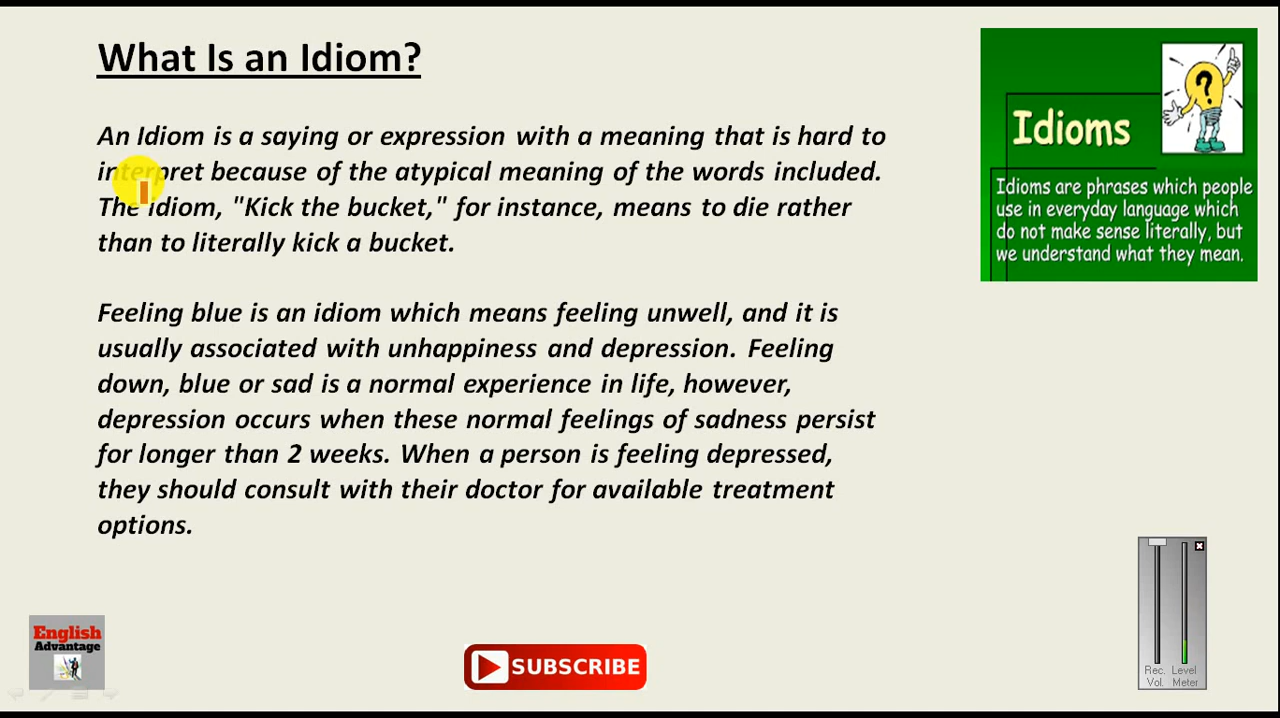 What Is an Idiom?
An Idiom is a saying or expression with a meaning that is hard to
interpret because of the atypical meaning of the words included.
The idiom, "Kick the bucket," for instance, means to die rather
than to literally kick a bucket.
Feeling blue is an idiom which means feeling unwell, and it is
usually associated with unhappiness and depression. Feeling
down, blue or sad is a normal experience in life, however,
depression occurs when these normal feelings of sadness persist
for longer than 2 weeks. When a person is feeling depressed,
they should consult with their doctor for available treatment
options.
?
Idioms
Idioms are phrases which people
use in everyday language which
do not make sense literally, but
we understand what they mean.
English
Advantage
SUBSCRIBE
Rec. Level
Vol. Meter